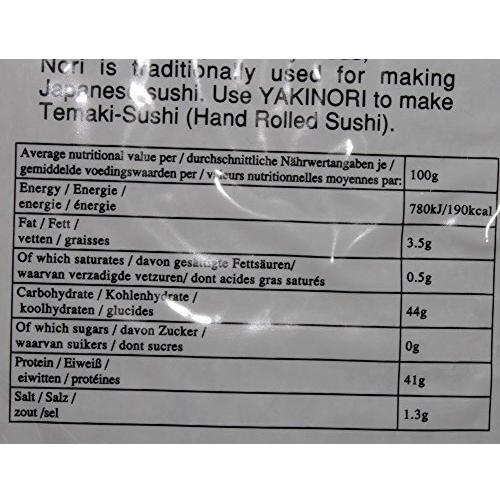 Nori is traditionally used for making
Japanese sushi. Use YAKINORI to make
Temaki-Sushi (Hand Rolled Sushi).
Average nutritional value per / durchschnittliche Nährwertangaben je /
gemiddelde voedingswaarden per / valeurs nutritionnelles moyennes par: 100g
Energy / Energie /
energie / énergie 780kJ/190kcal
Fat / Fett /
vetten / graisses 3.5g
Of which saturates / davon gesättigte Fettsäuren/
waarvan verzadigde vetzuren/ dont acides gras saturés 0.5g
Carbohydrate / Kohlenhydrate /
koolhydraten / glucides 44g
Of which sugars / davon Zucker /
waarvan suikers / dont sucres 0g
Protein / Eiweiß /
eiwitten / protéines 41g
Salt / Salz /
zout /sel 1.3g